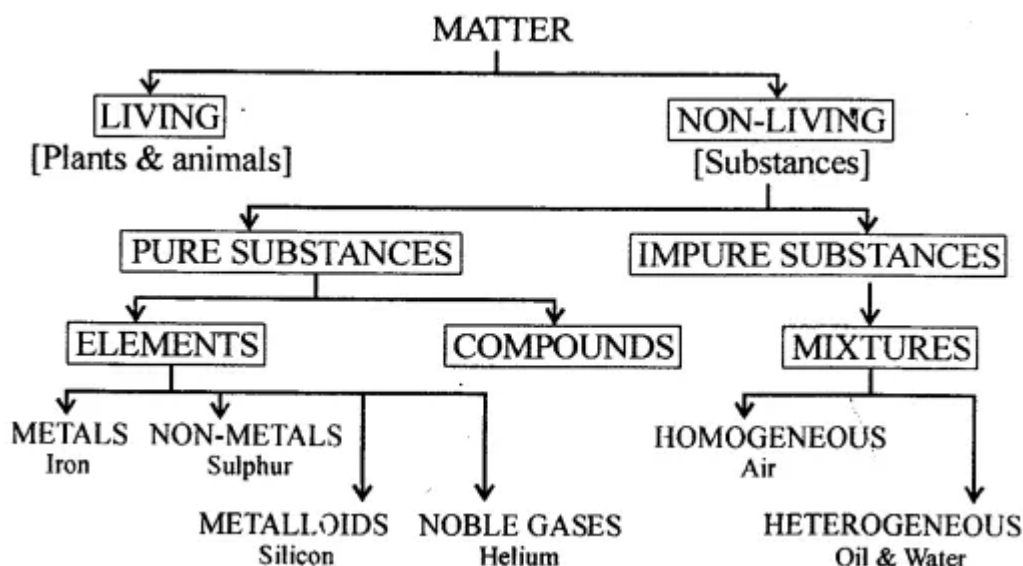 MATTER
LIVING
NON-LIVING
[Plants & animals]
[Substances]
PURE SUBSTANCES
IMPURE SUBSTANCES
ELEMENTS
COMPOUNDS
MIXTURES
METALS
NON-METALS
HOMOGENEOUS
Iron
Sulphur
Air
METALLOIDS
NOBLE GASES
HETEROGENEOUS
Silicon
Helium
Oil & Water